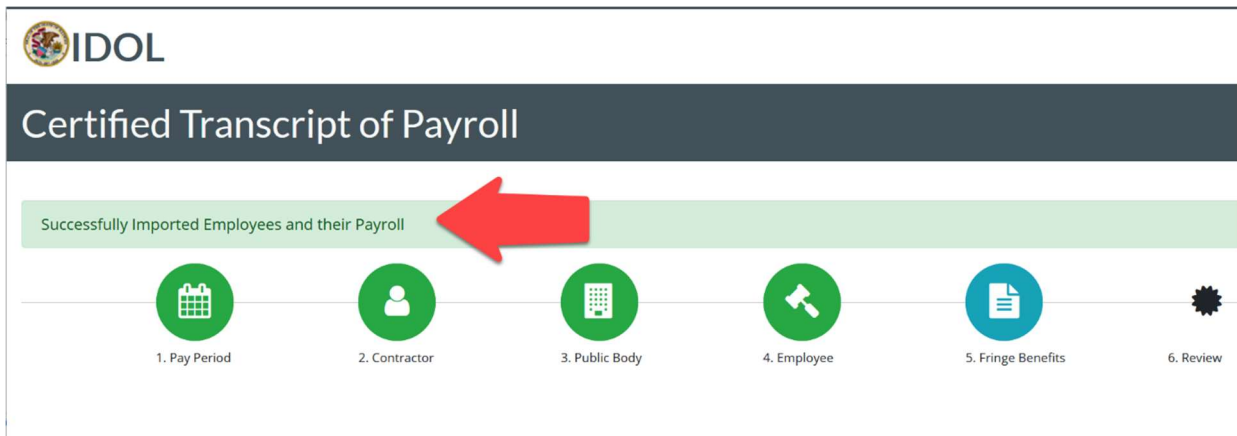 IDOL
Certified Transcript of Payroll
Successfully Imported Employees and their Payroll
1. Pay Period
2. Contractor
3. Public Body
4. Employee
5. Fringe Benefits
6. Review